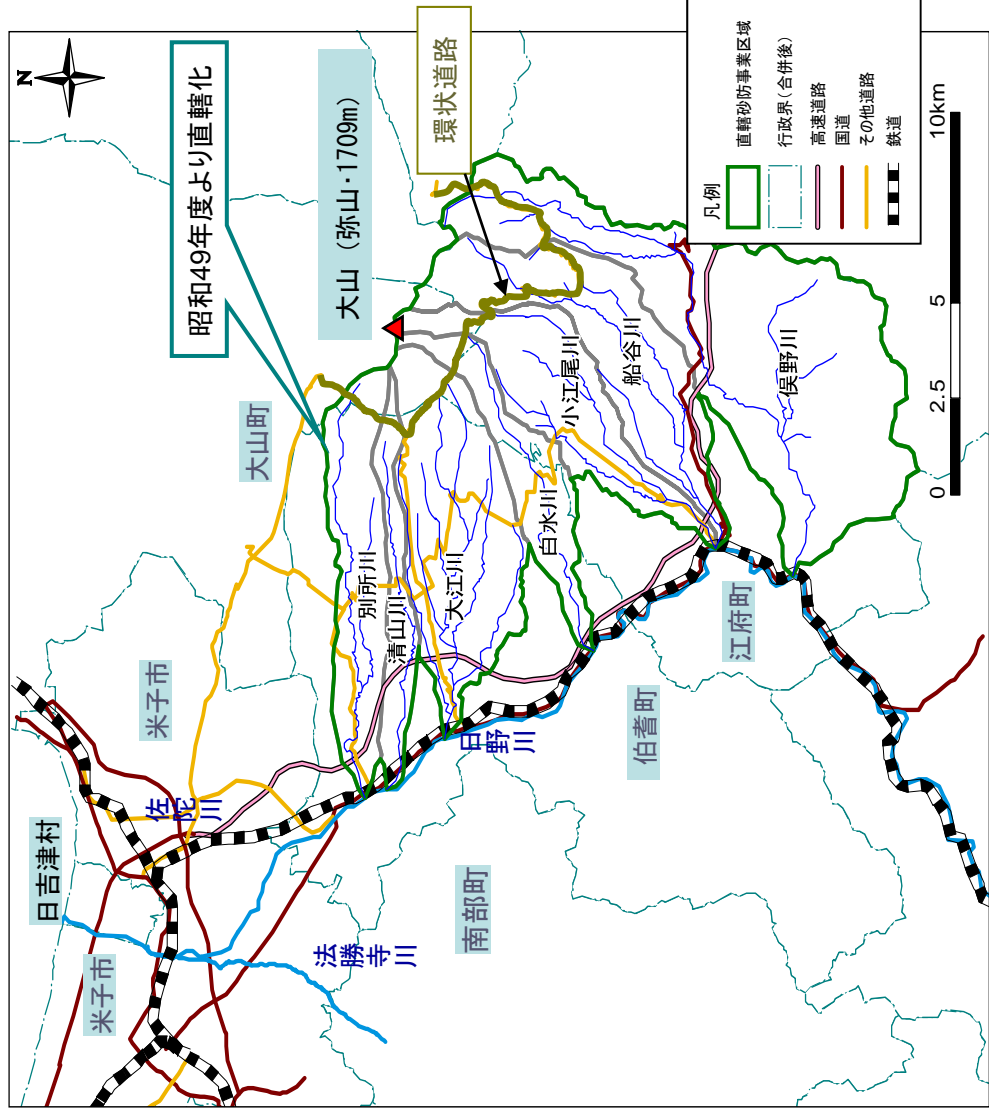 N
昭和49年度より直轄化
大山 (弥山・1709m)
環状道路
大山町
米子市
日吉津村
佐陀川
米子市
法勝寺川
南部町
別所川
清山川
大江川
日野川
白水川
小江尾川
船谷川
俣野川
伯耆町
江府町
凡例
直轄砂防事業区域
行政界(合併後)
高速道路
国道
その他道路
鉄道
0 2.5 5 10km